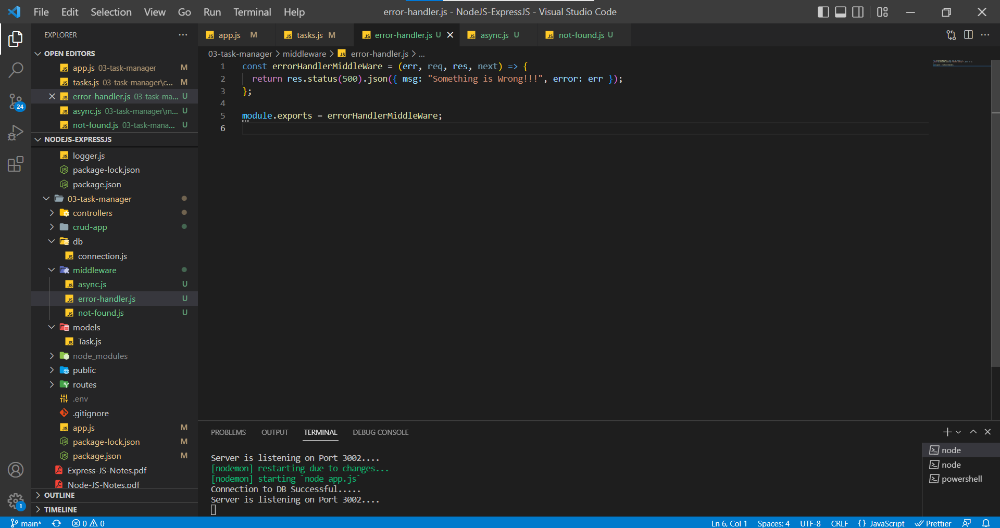 File Edit Selection View Go Run Terminal Help
error-handler.js - NodeJS-ExpressJS - Visual Studio Code
EXPLORER
OPEN EDITORS
app.js 03-task-manager M
tasks.js 03-task-manager\c... M
error-handler.js 03-task-ma... U
async.js 03-task-manager\m... U
not-found.js 03-task-mana... U
NODEJS-EXPRESSJS
logger.js
package-lock.json
package.json
03-task-manager
controllers
crud-app
db
connection.js
middleware
async.js U
error-handler.js U
not-found.js U
models
Task.js
node_modules
public
routes
.env
.gitignore
app.js M
package-lock.json M
package.json M
Express-JS-Notes.pdf
Node-JS-Notes.pdf
OUTLINE
TIMELINE
24
1
app.js M tasks.js M error-handler.js U async.js U not-found.js U
03-task-manager > middleware > error-handler.js > ...
1 const errorHandlerMiddleWare = (err, req, res, next) => {
2 return res.status(500).json({ msg: "Something is Wrong!!!", error: err });
3 };
4
5 module.exports = errorHandlerMiddleWare;
6
PROBLEMS OUTPUT TERMINAL DEBUG CONSOLE
Server is listening on Port 3002....
[nodemon] restarting due to changes...
[nodemon] starting `node app.js`
Connection to DB Successful.....
Server is listening on Port 3002....
node
node
powershell
main* 0 0 Ln 6, Col 1 Spaces: 4 UTF-8 CRLF {} JavaScript Prettier